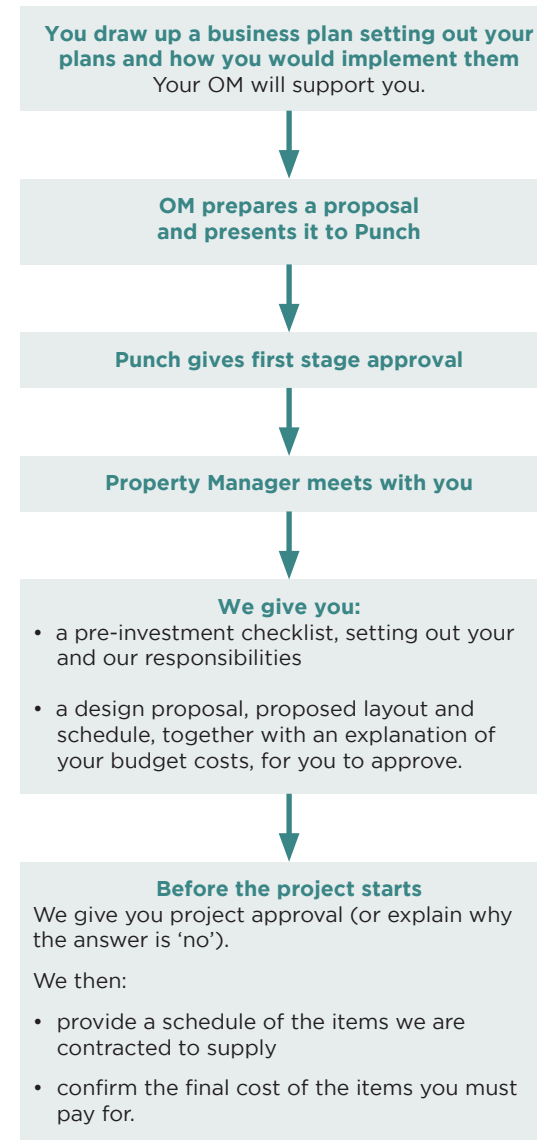 You draw up a business plan setting out your
plans and how you would implement them
Your OM will support you.
OM prepares a proposal
and presents it to Punch
Punch gives first stage approval
Property Manager meets with you
We give you:
• a pre-investment checklist, setting out your
and our responsibilities
• a design proposal, proposed layout and
schedule, together with an explanation of
your budget costs, for you to approve.
Before the project starts
We give you project approval (or explain why
the answer is ‘no’).
We then:
• provide a schedule of the items we are
contracted to supply
• confirm the final cost of the items you must
pay for.